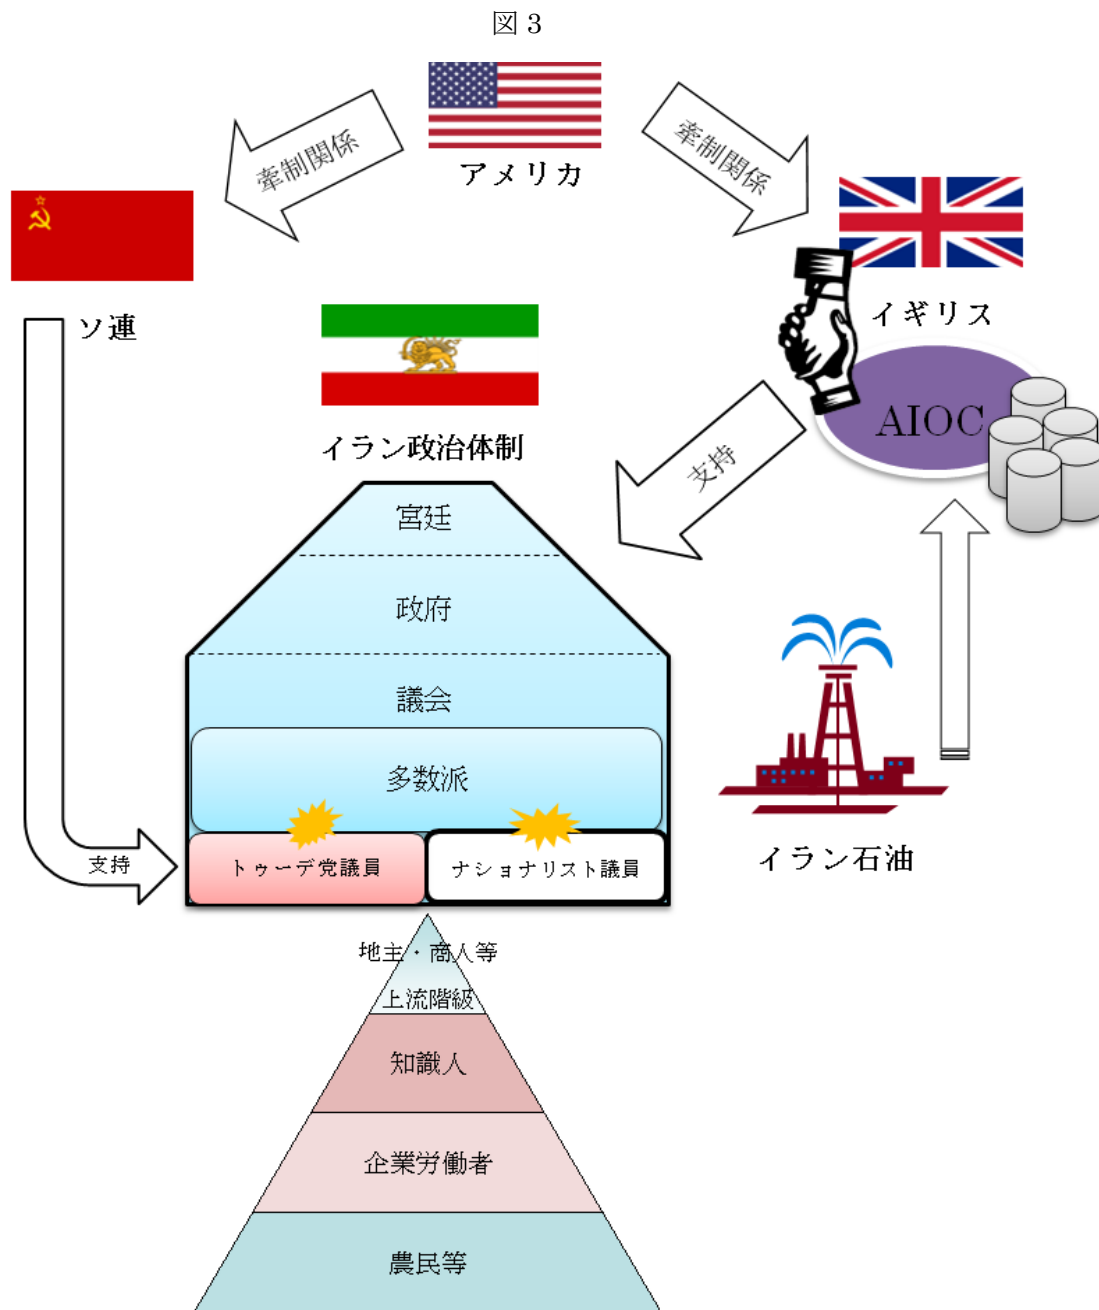 図 3
アメリカ
牽制関係
牽制関係
ソ連
イギリス
AIOC
イラン政治体制
支持
宮廷
政府
議会
多数派
トゥーデ党議員
ナショナリスト議員
支持
イラン石油
地主・商人等
上流階級
知識人
企業労働者
農民等